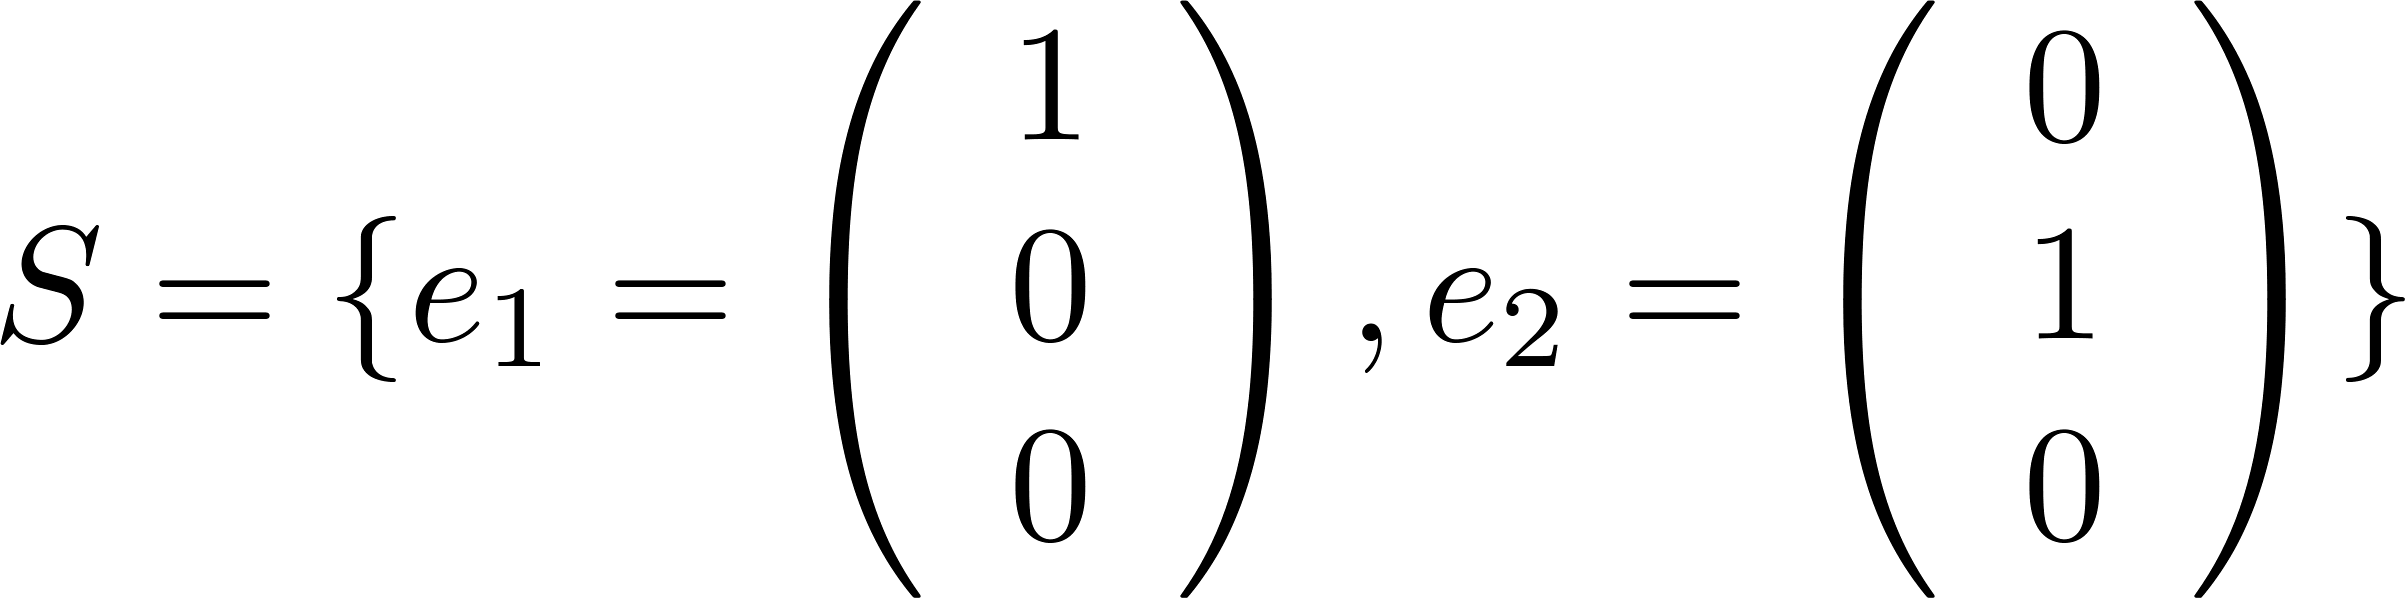 S = {e₁ = (1 0 0), e₂ = (0 1 0)}